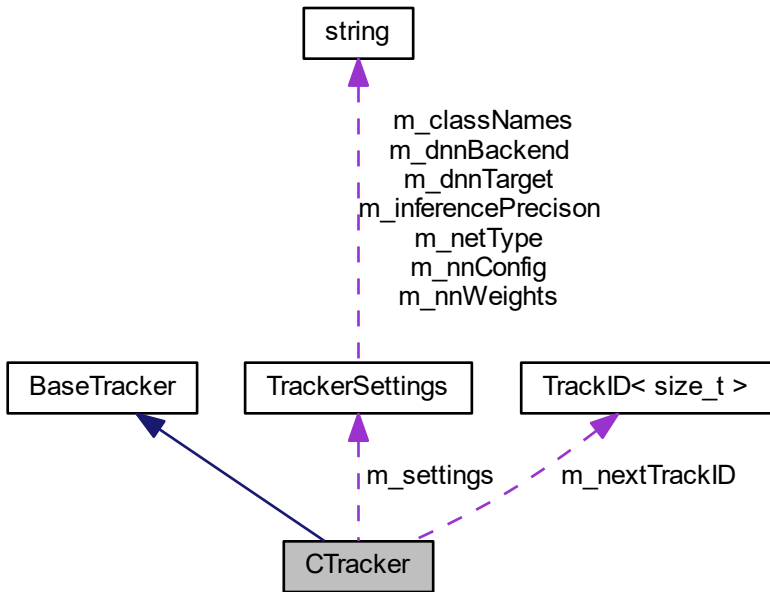 string
m_classNames
m_dnnBackend
m_dnnTarget
m_inferencePrecison
m_netType
m_nnConfig
m_nnWeights
BaseTracker
TrackerSettings
TrackID< size_t >
m_settings
m_nextTrackID
CTracker